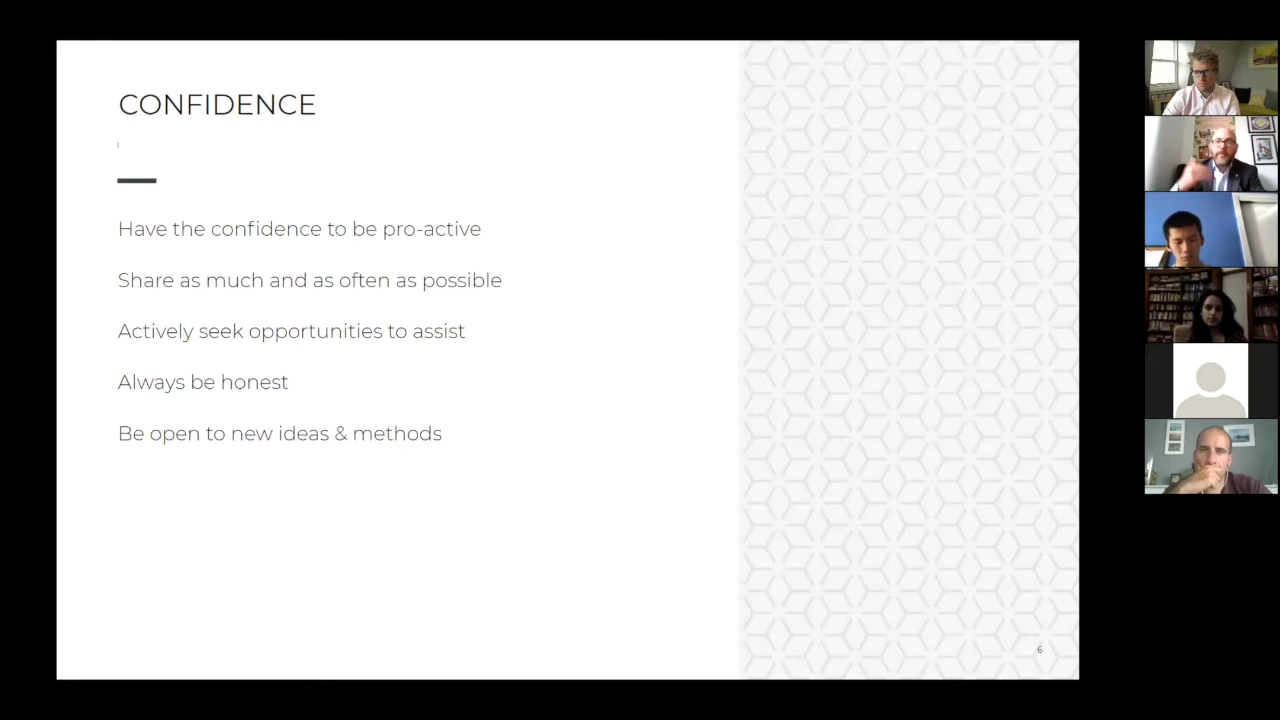 CONFIDENCE
Have the confidence to be pro-active
Share as much and as often as possible
Actively seek opportunities to assist
Always be honest
Be open to new ideas & methods
6